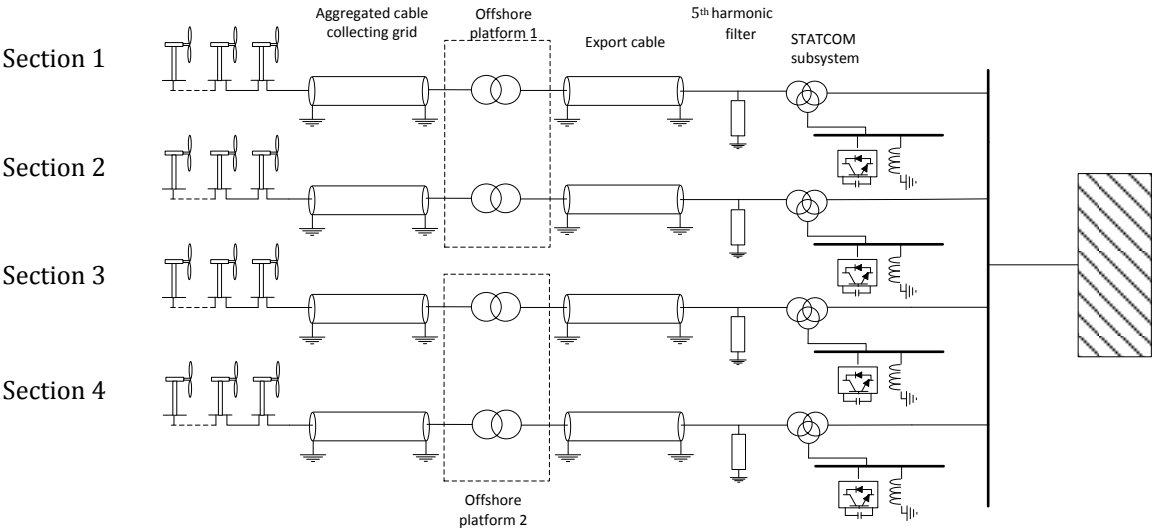 Aggregated cable
collecting grid
Offshore
platform 1
Export cable
5th harmonic
filter
STATCOM
subsystem
Section 1
Section 2
Section 3
Section 4
Offshore
platform 2